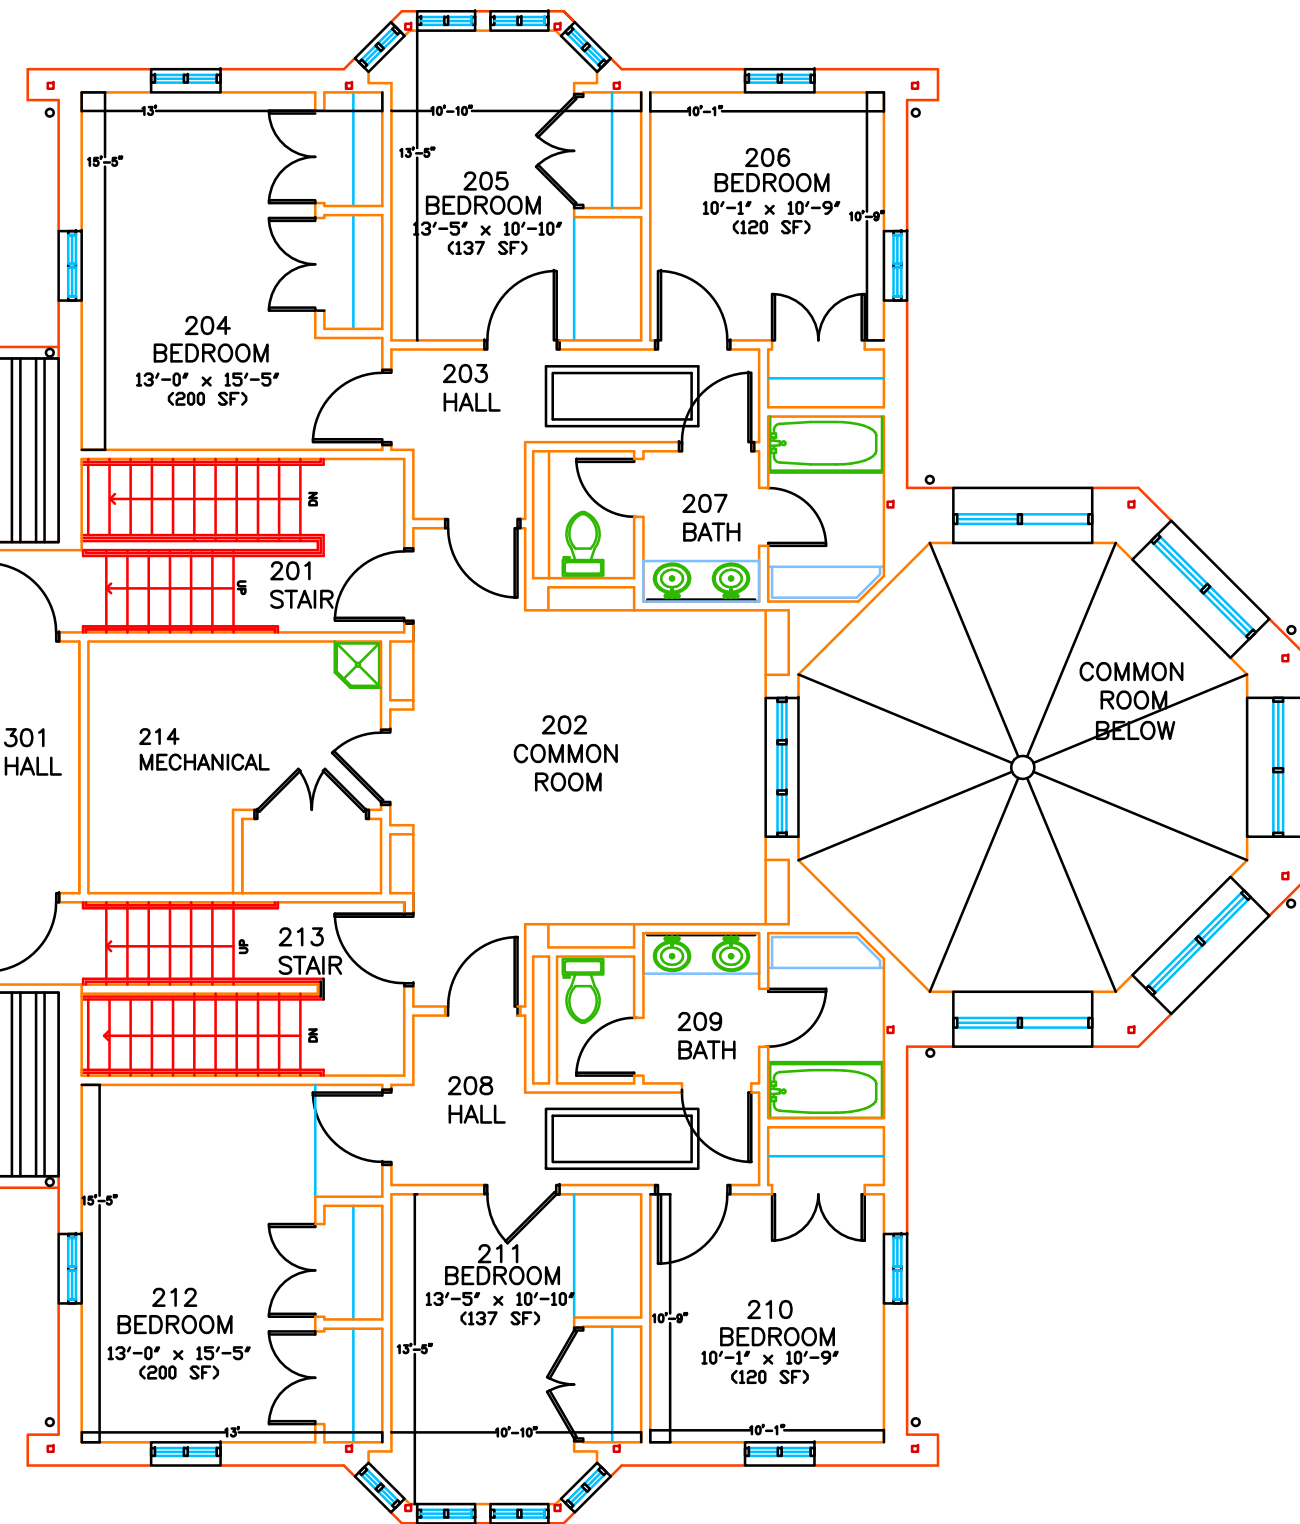 13'
10'-10"
10'-1"
15'-5"
13'-5"
205
BEDROOM
13'-5" x 10'-10"
(137 SF)
206
BEDROOM
10'-1" x 10'-9"
(120 SF)
10'-9"
204
BEDROOM
13'-0" x 15'-5"
(200 SF)
203
HALL
DN
207
BATH
UP
201
STAIR
COMMON
ROOM
BELOW
301
HALL
214
MECHANICAL
202
COMMON
ROOM
UP
213
STAIR
DN
209
BATH
208
HALL
15'-5"
211
BEDROOM
13'-5" x 10'-10"
(137 SF)
212
BEDROOM
13'-0" x 15'-5"
(200 SF)
10'-9"
210
BEDROOM
10'-1" x 10'-9"
(120 SF)
13'-5"
13'
10'-10"
10'-1"